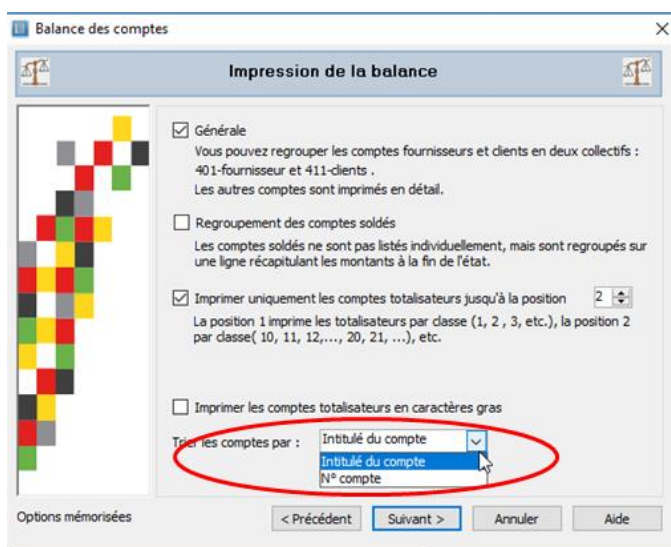 Balance des comptes
Impression de la balance
Générale
Vous pouvez regrouper les comptes fournisseurs et clients en deux collectifs :
401-fournisseur et 411-clients .
Les autres comptes sont imprimés en détail.
Regroupement des comptes soldés
Les comptes soldés ne sont pas listés individuellement, mais sont regroupés sur
une ligne récapitulant les montants à la fin de l'état.
Imprimer uniquement les comptes totalisateurs jusqu'à la position 2
La position 1 imprime les totalisateurs par classe (1, 2 , 3, etc.), la position 2
par classe( 10, 11, 12,..., 20, 21, ...), etc.
Imprimer les comptes totalisateurs en caractères gras
Trier les comptes par : Intitulé du compte
Intitulé du compte
N° compte
Options mémorisées
< Précédent
Suivant >
Annuler
Aide